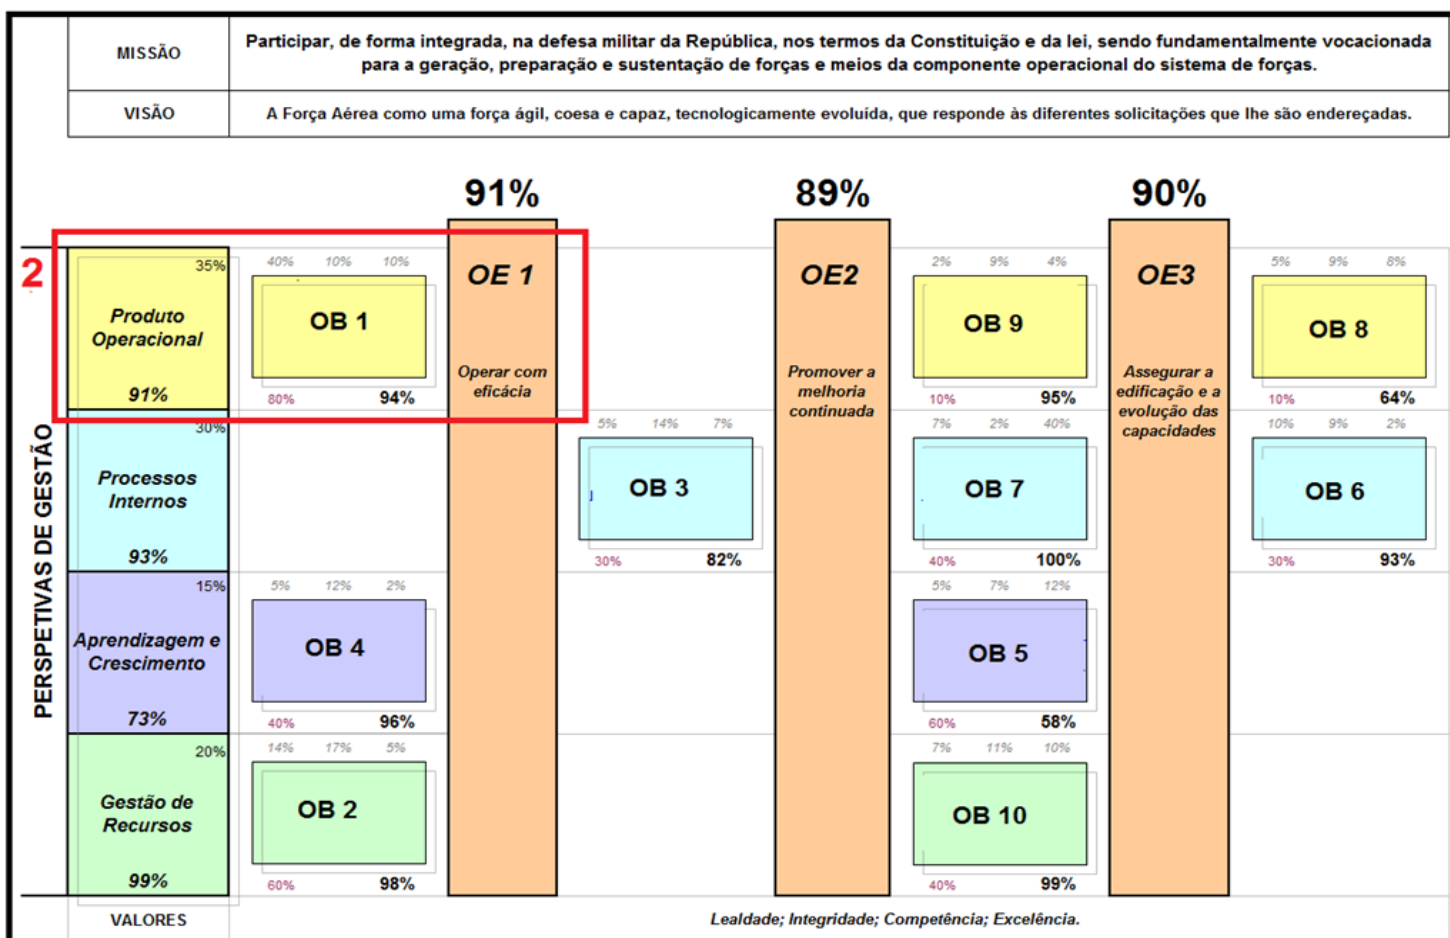 MISSÃO
Participar, de forma integrada, na defesa militar da República, nos termos da Constituição e da lei, sendo fundamentalmente vocacionada
para a geração, preparação e sustentação de forças e meios da componente operacional do sistema de forças.
VISÃO
A Força Aérea como uma força ágil, coesa e capaz, tecnologicamente evoluída, que responde às diferentes solicitações que lhe são endereçadas.
91%
89%
90%
PERSPETIVAS DE GESTÃO
2
35%
Produto
Operacional
91%
40% 10% 10%
OB 1
80% 94%
OE 1
Operar com
eficácia
OE2
Promover a
melhoria
continuada
2% 9% 4%
OB 9
10% 95%
OE3
Assegurar a
edificação e a
evolução das
capacidades
5% 9% 8%
OB 8
10% 64%
30%
Processos
Internos
93%
5% 14% 7%
OB 3
30% 82%
7% 2% 40%
OB 7
40% 100%
10% 9% 2%
OB 6
30% 93%
15%
Aprendizagem e
Crescimento
73%
5% 12% 2%
OB 4
40% 96%
5% 7% 12%
OB 5
60% 58%
20%
Gestão de
Recursos
99%
14% 17% 5%
OB 2
60% 98%
7% 11% 10%
OB 10
40% 99%
VALORES
Lealdade; Integridade; Competência; Excelência.